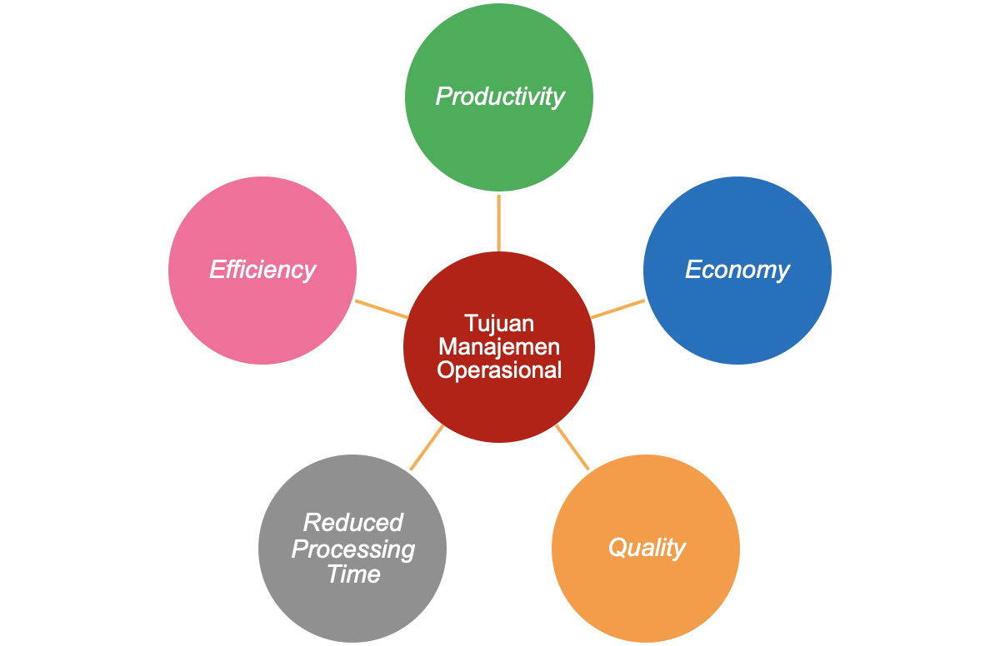 Productivity
Efficiency
Economy
Tujuan
Manajemen
Operasional
Reduced
Processing
Time
Quality